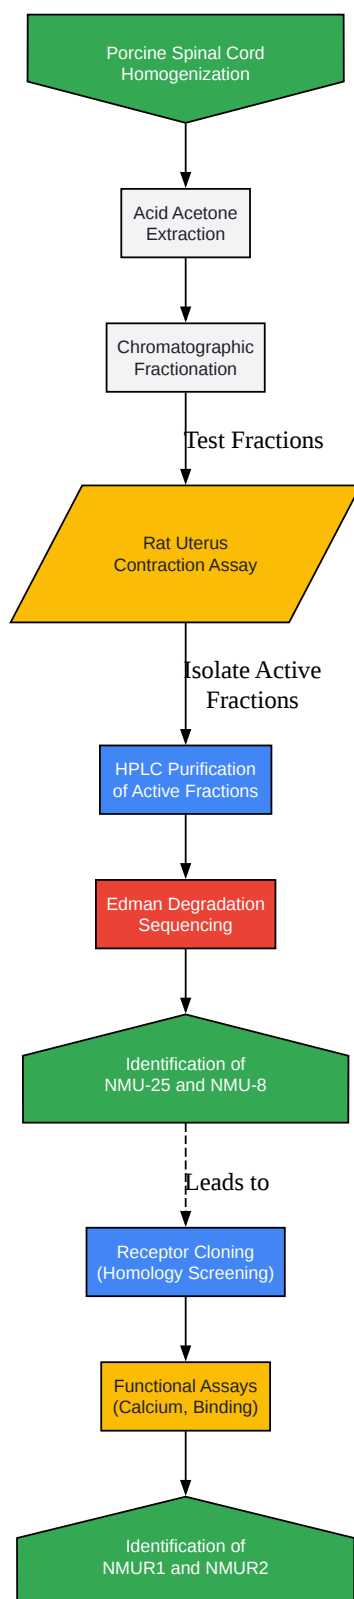 Porcine Spinal Cord
Homogenization
Acid Acetone
Extraction
Chromatographic
Fractionation
Test Fractions
Rat Uterus
Contraction Assay
Isolate Active
Fractions
HPLC Purification
of Active Fractions
Edman Degradation
Sequencing
Identification of
NMU-25 and NMU-8
Leads to
Receptor Cloning
(Homology Screening)
Functional Assays
(Calcium, Binding)
Identification of
NMUR1 and NMUR2